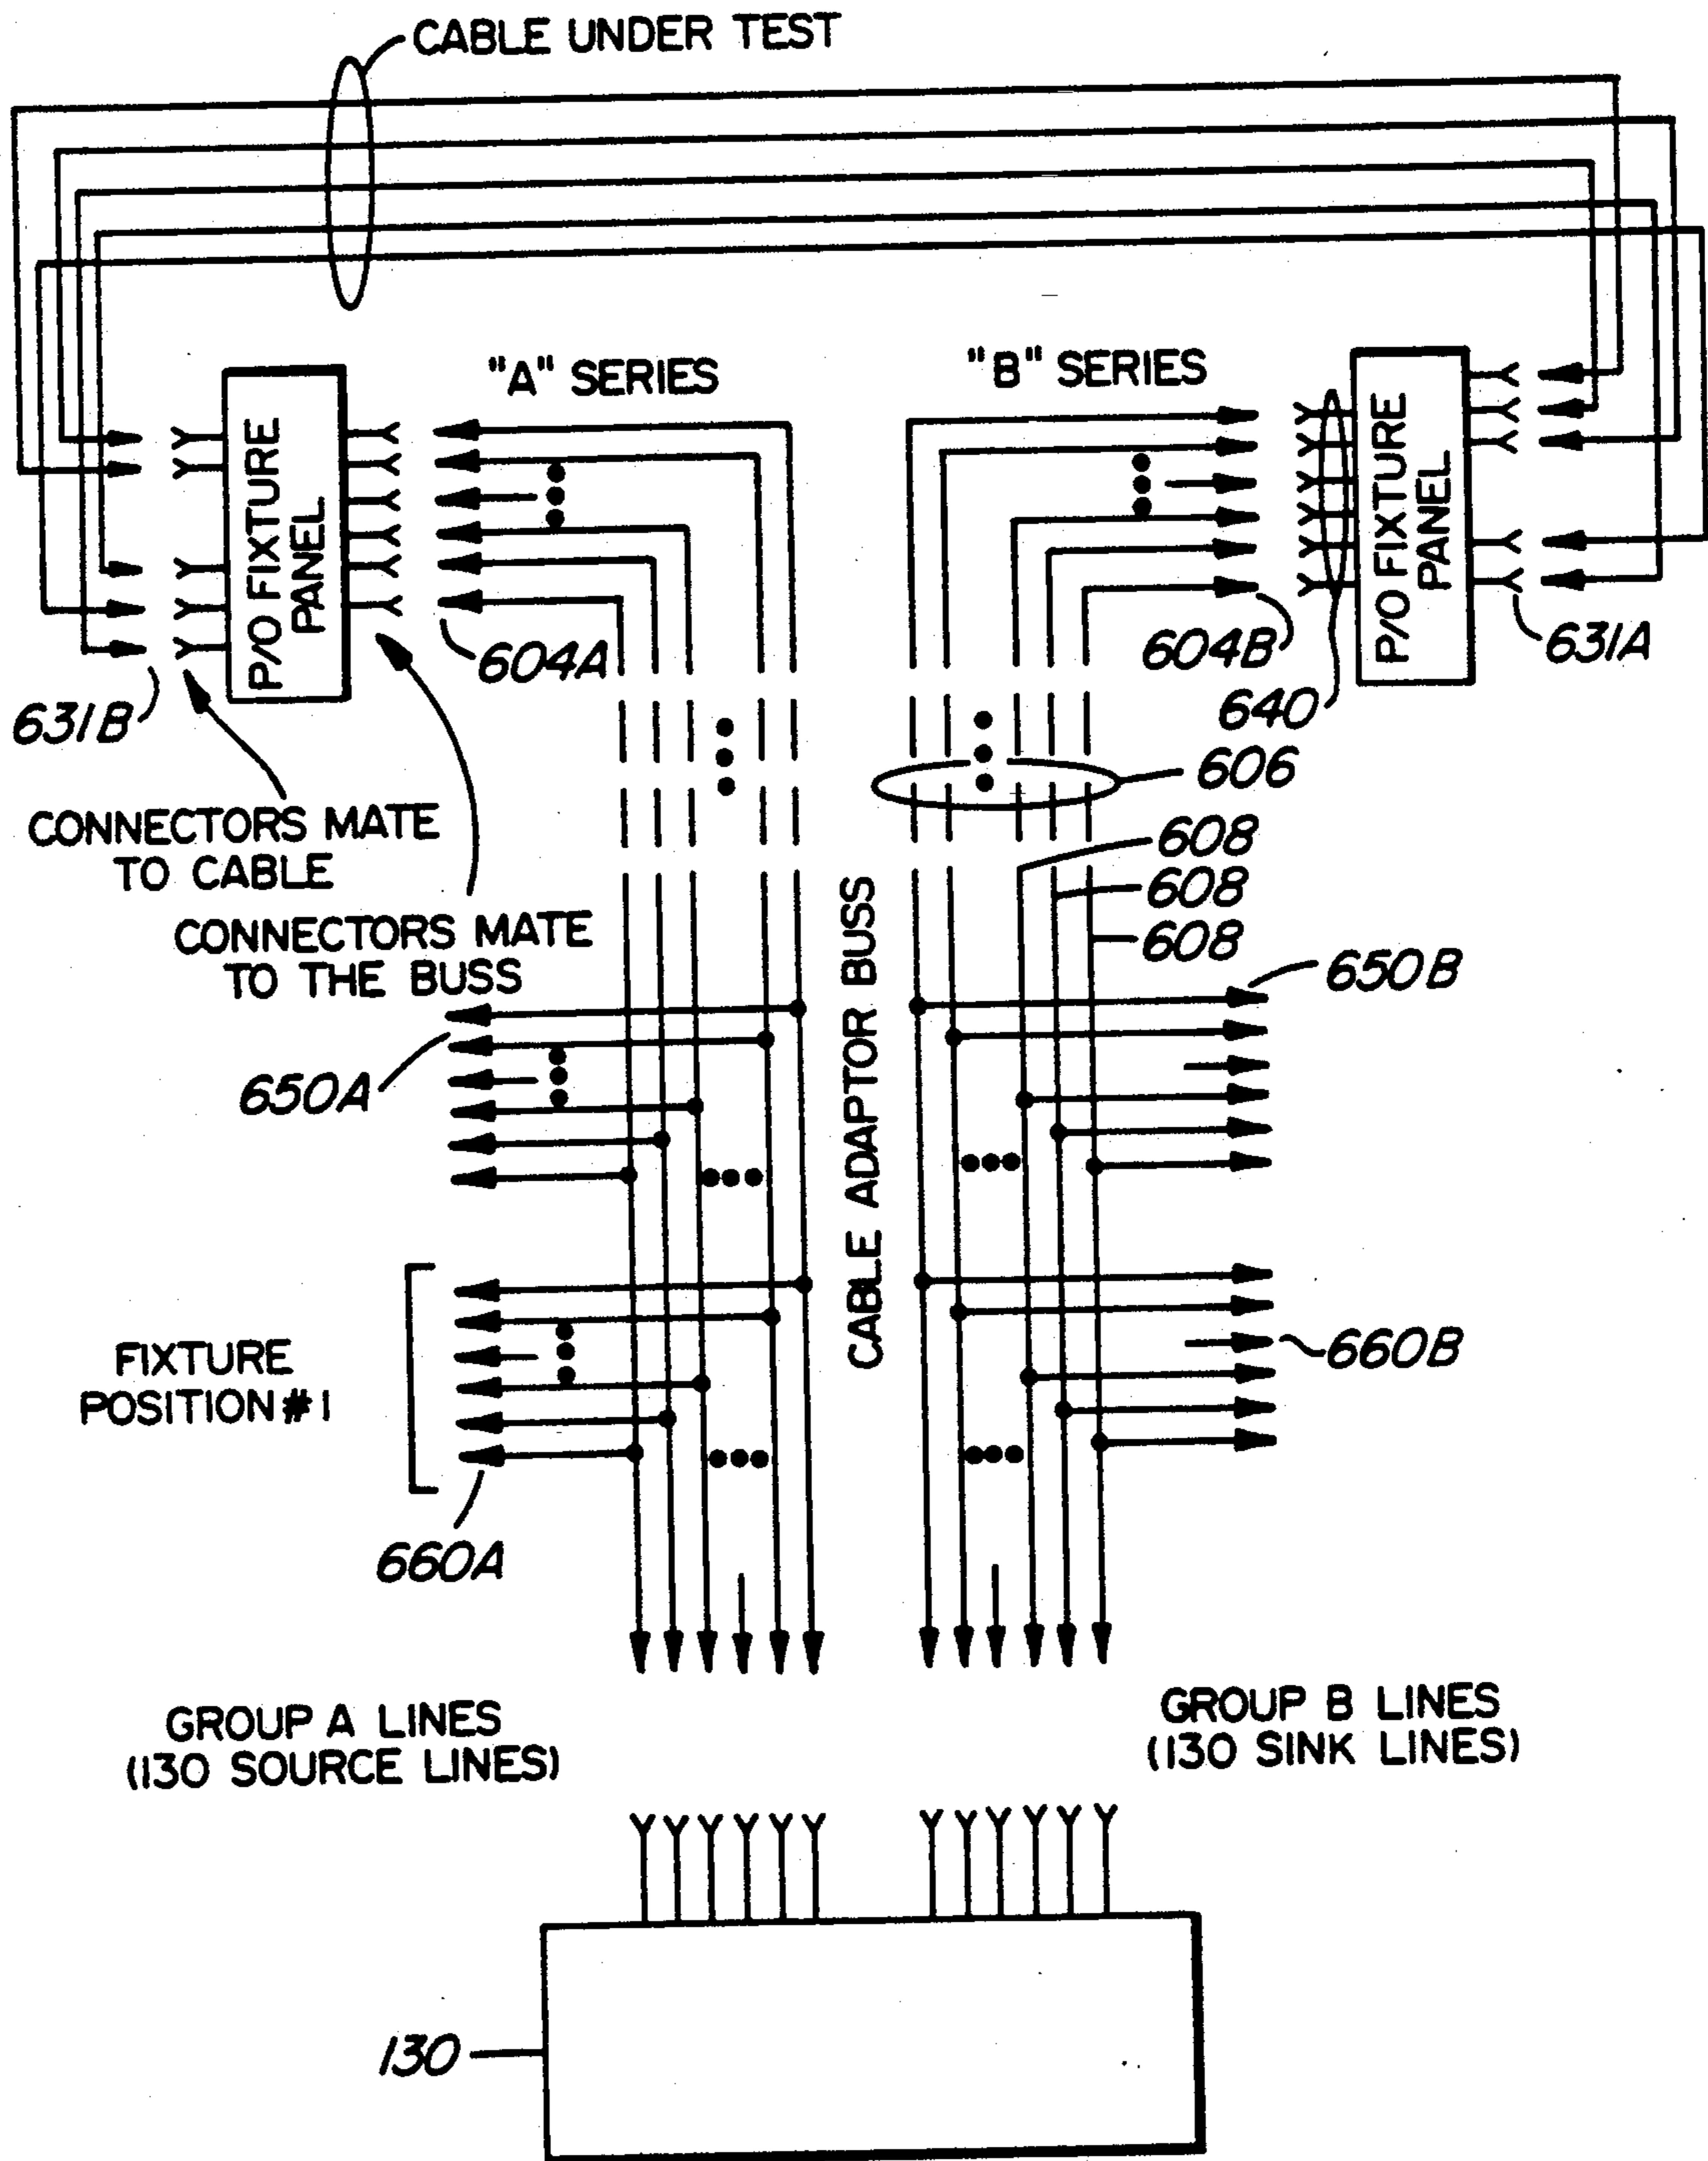 CABLE UNDER TEST
"A" SERIES
"B" SERIES
P/O FIXTURE
PANEL
P/O FIXTURE
PANEL
604A
604B
631A
631B
640
606
CONNECTORS MATE
TO CABLE
608
608
608
CONNECTORS MATE
TO THE BUSS
CABLE ADAPTOR BUSS
650B
650A
FIXTURE
POSITION #1
660B
660A
GROUP A LINES
(130 SOURCE LINES)
GROUP B LINES
(130 SINK LINES)
130